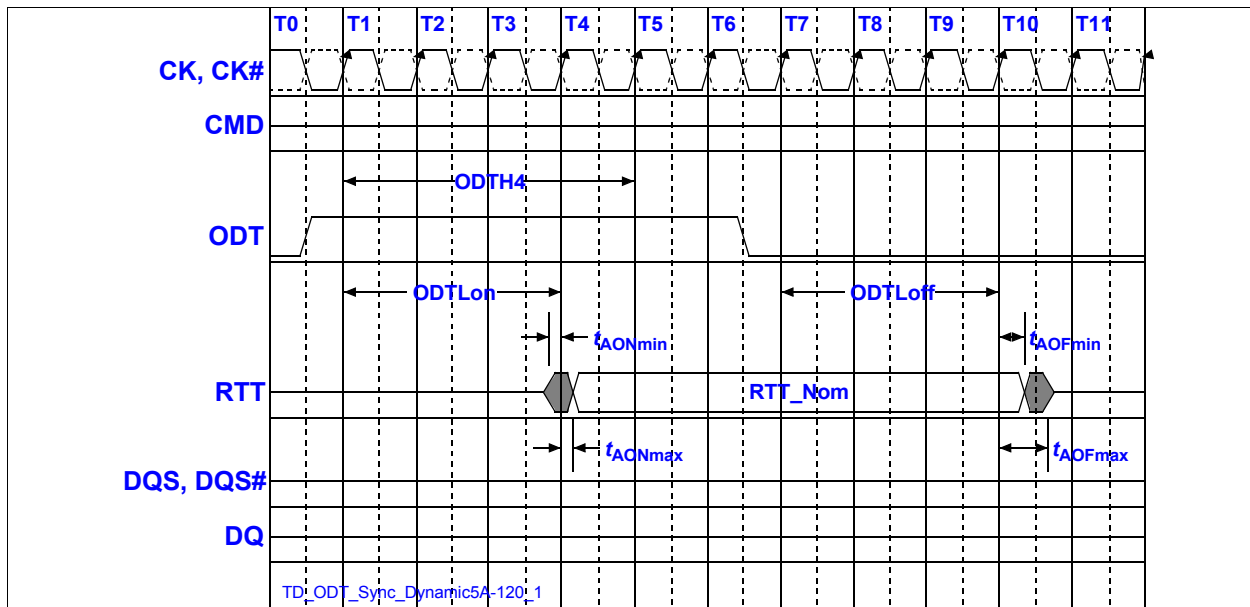 T0 T1 T2 T3 T4 T5 T6 T7 T8 T9 T10 T11
CK, CK#
CMD
ODTH4
ODT
ODTLon ODTLoff
tAONmin tAOFmin
RTT RTT_Nom
tAONmax tAOFmax
DQS, DQS#
DQ
TD_ODT_Sync_Dynamic5A-120_1